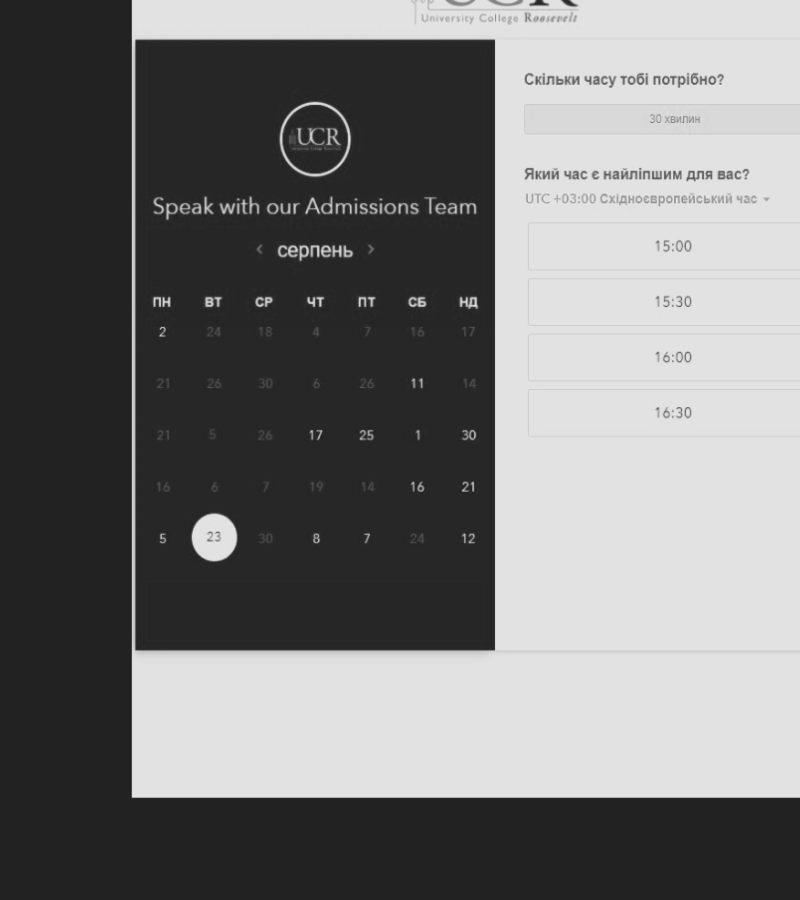 UCR
University College Roosevelt
UCR
Speak with our Admissions Team
‹ серпень ›
ПН ВТ СР ЧТ ПТ СБ НД
2 24 18 4 7 16 17
21 26 30 6 26 11 14
21 5 26 17 25 1 30
16 6 7 19 14 16 21
5 23 30 8 7 24 12
Скільки часу тобі потрібно?
30 хвилин
Який час є найліпшим для вас?
UTC +03:00 Східноєвропейський час
15:00
15:30
16:00
16:30